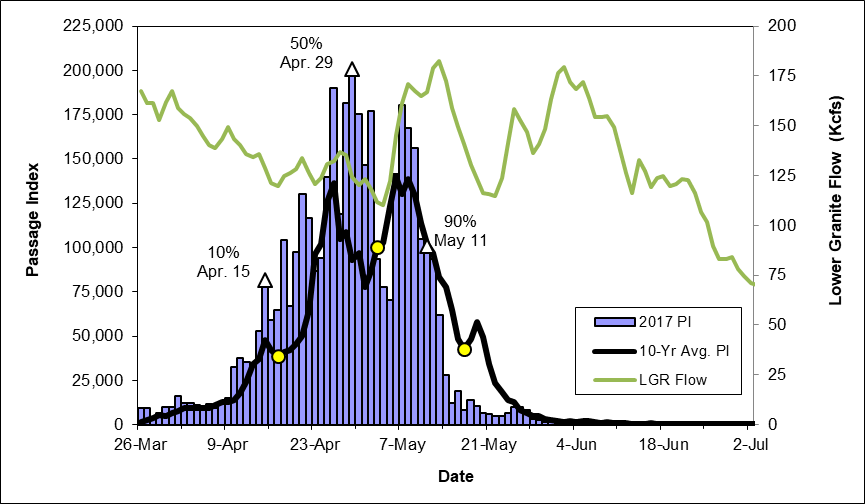 225,000
200,000
175,000
150,000
125,000
100,000
75,000
50,000
25,000
0
Passage Index
200
175
150
125
100
75
50
25
0
Lower Granite Flow (Kcfs)
50%
Apr. 29
10%
Apr. 15
90%
May 11
2017 PI
10-Yr Avg. PI
LGR Flow
26-Mar 9-Apr 23-Apr 7-May 21-May 4-Jun 18-Jun 2-Jul
Date